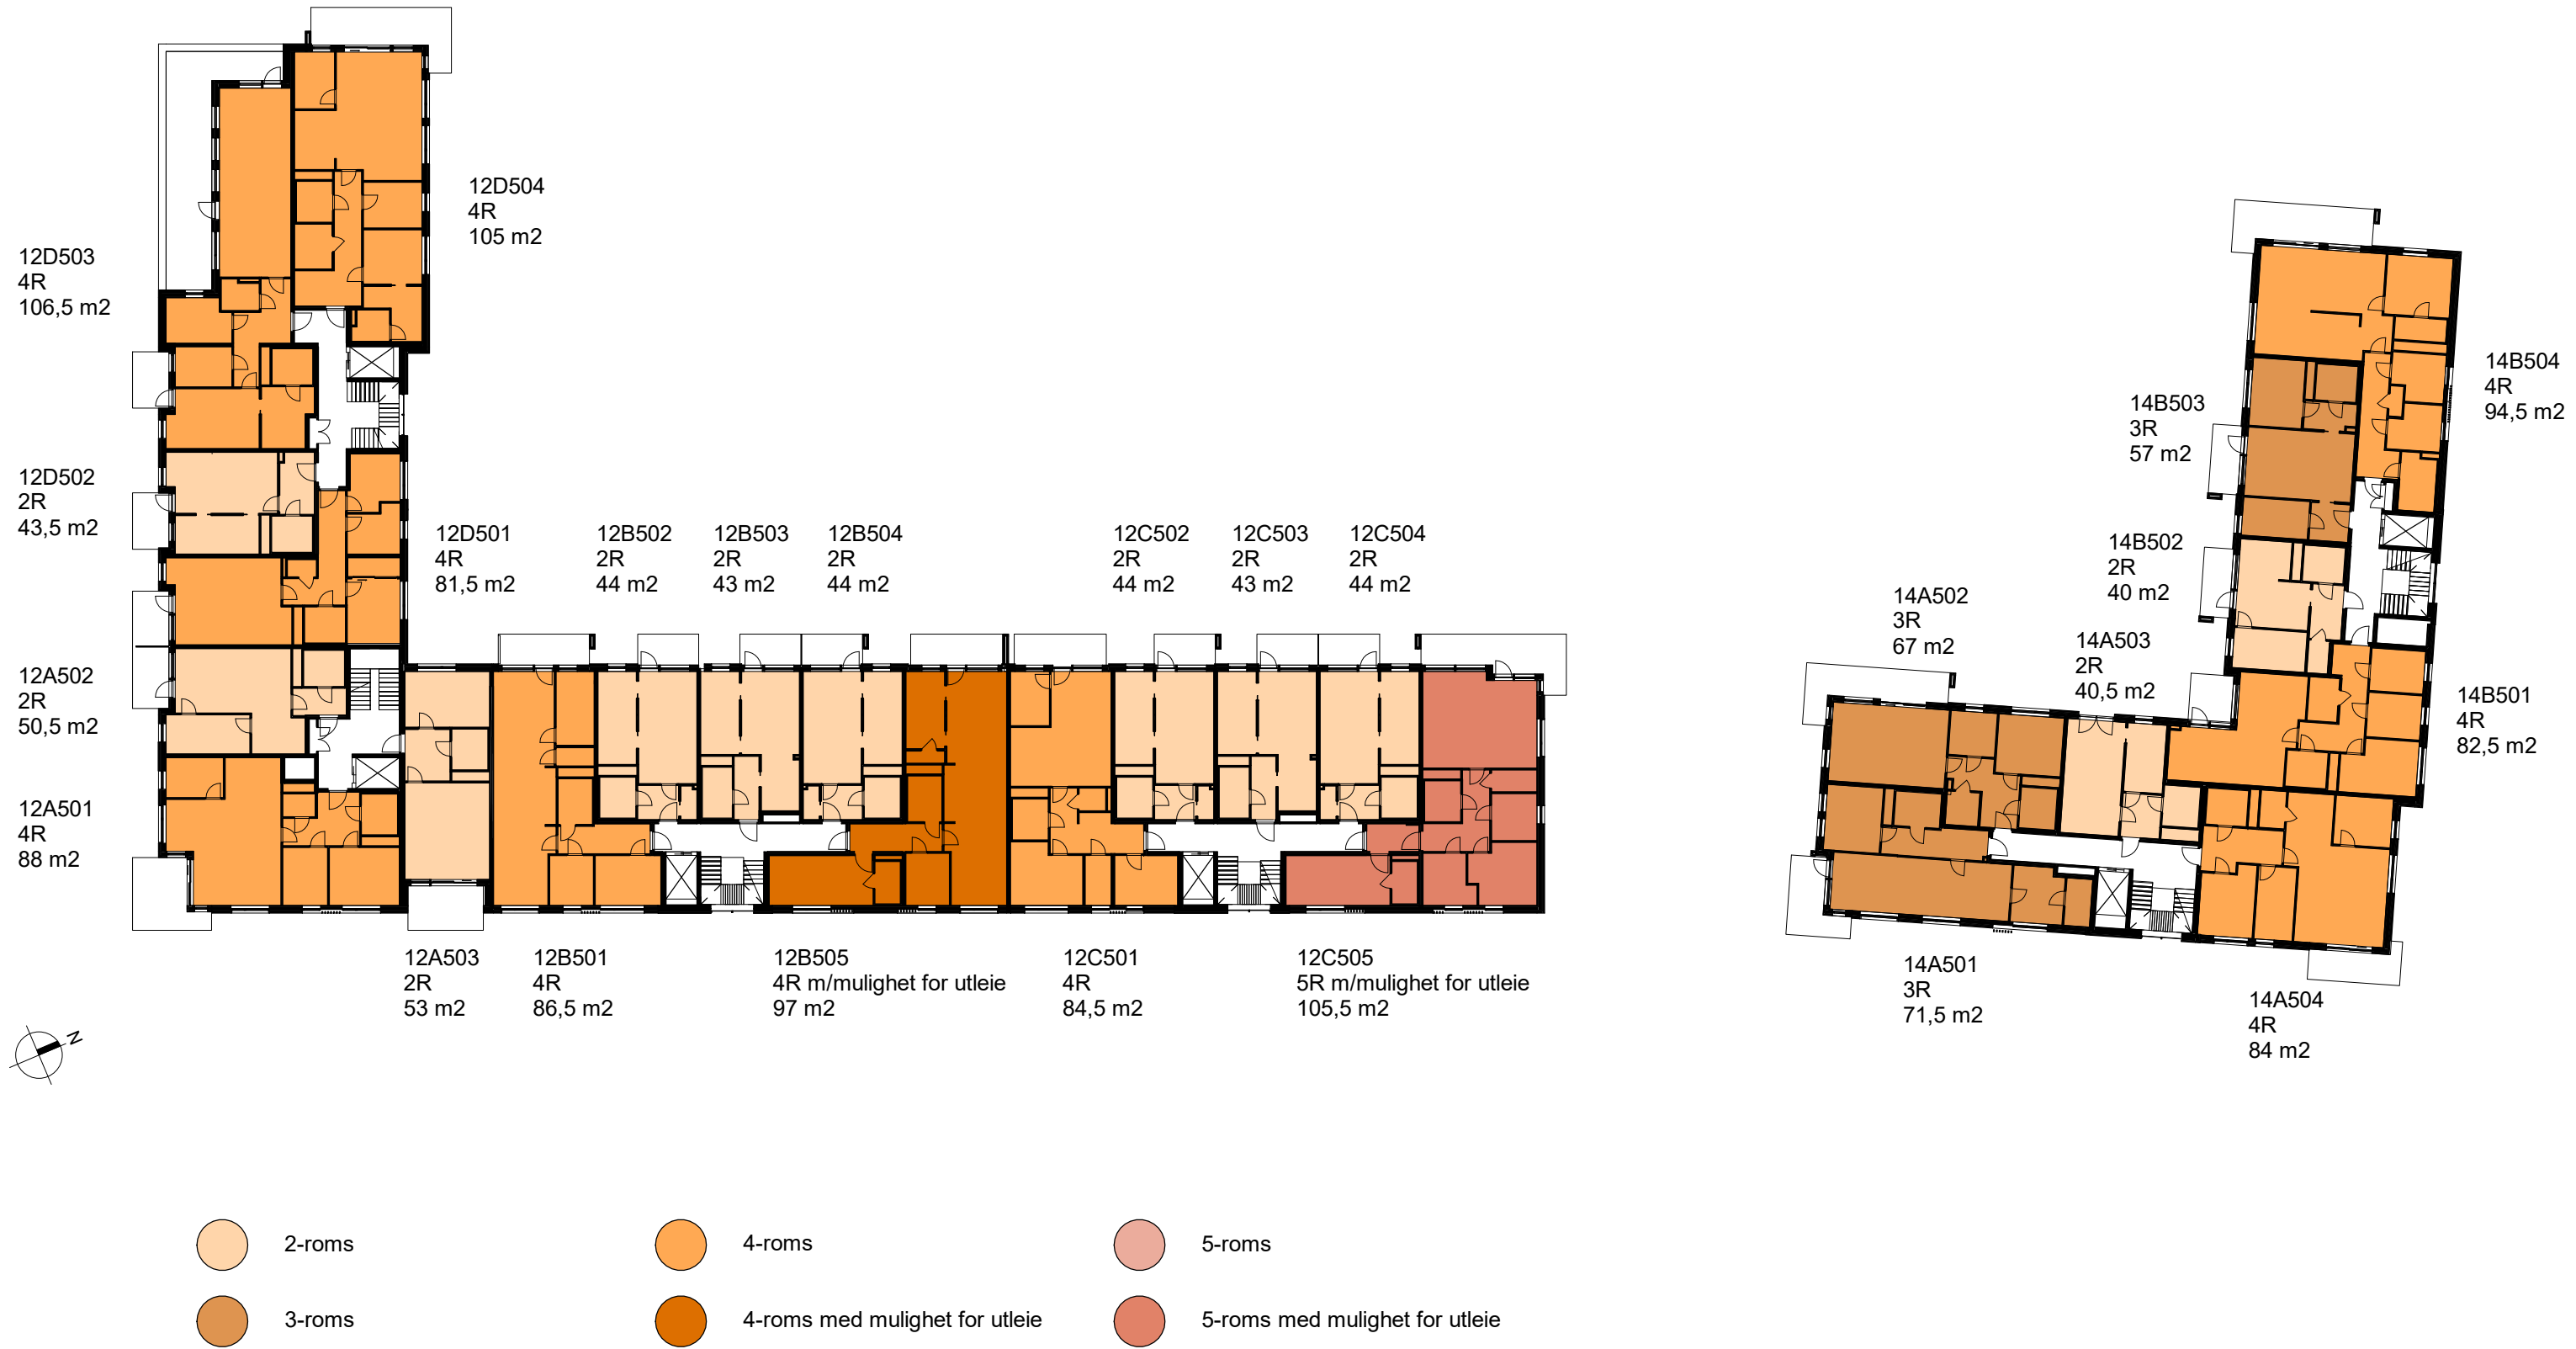 12D504
4R
105 m2
12D503
4R
106,5 m2
12D502
2R
43,5 m2
12A502
2R
50,5 m2
12A501
4R
88 m2
12D501
4R
81,5 m2
12B502
2R
44 m2
12B503
2R
43 m2
12B504
2R
44 m2
12C502
2R
44 m2
12C503
2R
43 m2
12C504
2R
44 m2
12A503
2R
53 m2
12B501
4R
86,5 m2
12B505
4R m/mulighet for utleie
97 m2
12C501
4R
84,5 m2
12C505
5R m/mulighet for utleie
105,5 m2
14B504
4R
94,5 m2
14B503
3R
57 m2
14B502
2R
40 m2
14A502
3R
67 m2
14A503
2R
40,5 m2
14B501
4R
82,5 m2
14A501
3R
71,5 m2
14A504
4R
84 m2
N
2-roms
4-roms
5-roms
3-roms
4-roms med mulighet for utleie
5-roms med mulighet for utleie